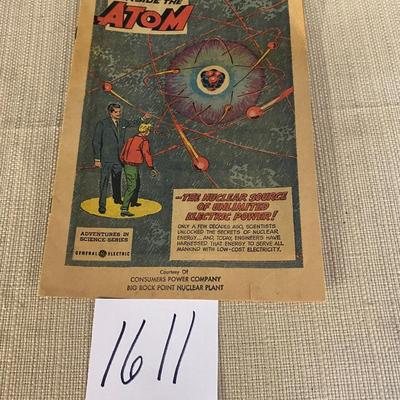 INSIDE THE
ATOM
...THE NUCLEAR SOURCE
OF UNLIMITED
ELECTRIC POWER!
ONLY A FEW DECADES AGO, SCIENTISTS
UNLOCKED THE SECRETS OF NUCLEAR
ENERGY...AND, TODAY, ENGINEERS HAVE
HARNESSED THAT ENERGY TO SERVE ALL
MANKIND WITH LOW-COST ELECTRICITY.
ADVENTURES IN
SCIENCE SERIES
GENERAL ELECTRIC
Courtesy Of
CONSUMERS POWER COMPANY
BIG ROCK POINT NUCLEAR PLANT
1611